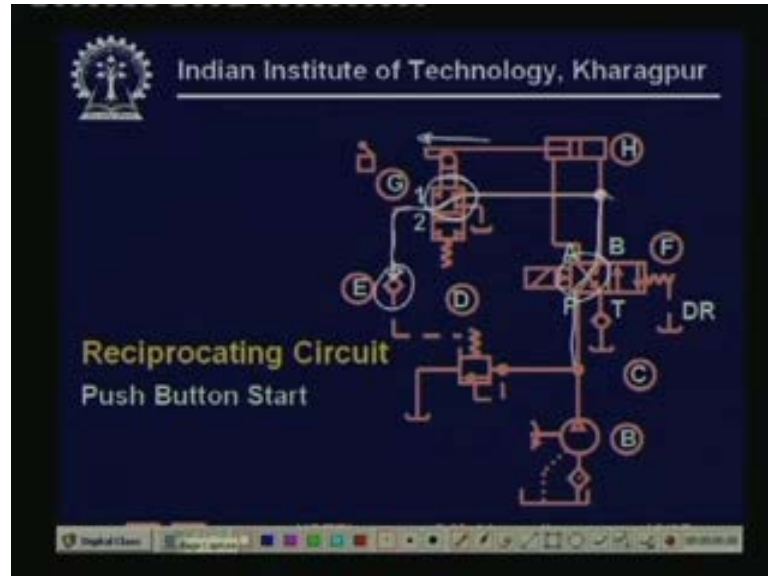 Indian Institute of Technology, Kharagpur
H
G
1
2
A
B
F
E
D
P
T
DR
Reciprocating Circuit
Push Button Start
C
B